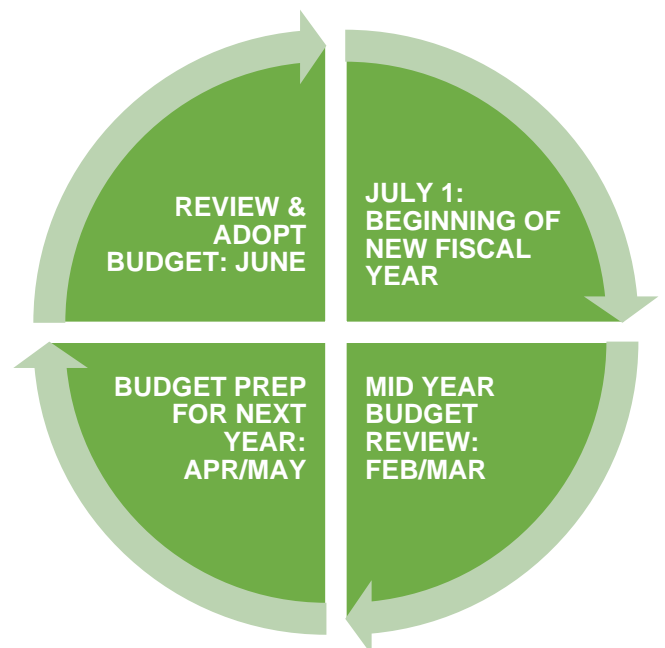 REVIEW &
ADOPT
BUDGET: JUNE
JULY 1:
BEGINNING OF
NEW FISCAL
YEAR
BUDGET PREP
FOR NEXT
YEAR:
APR/MAY
MID YEAR
BUDGET
REVIEW:
FEB/MAR